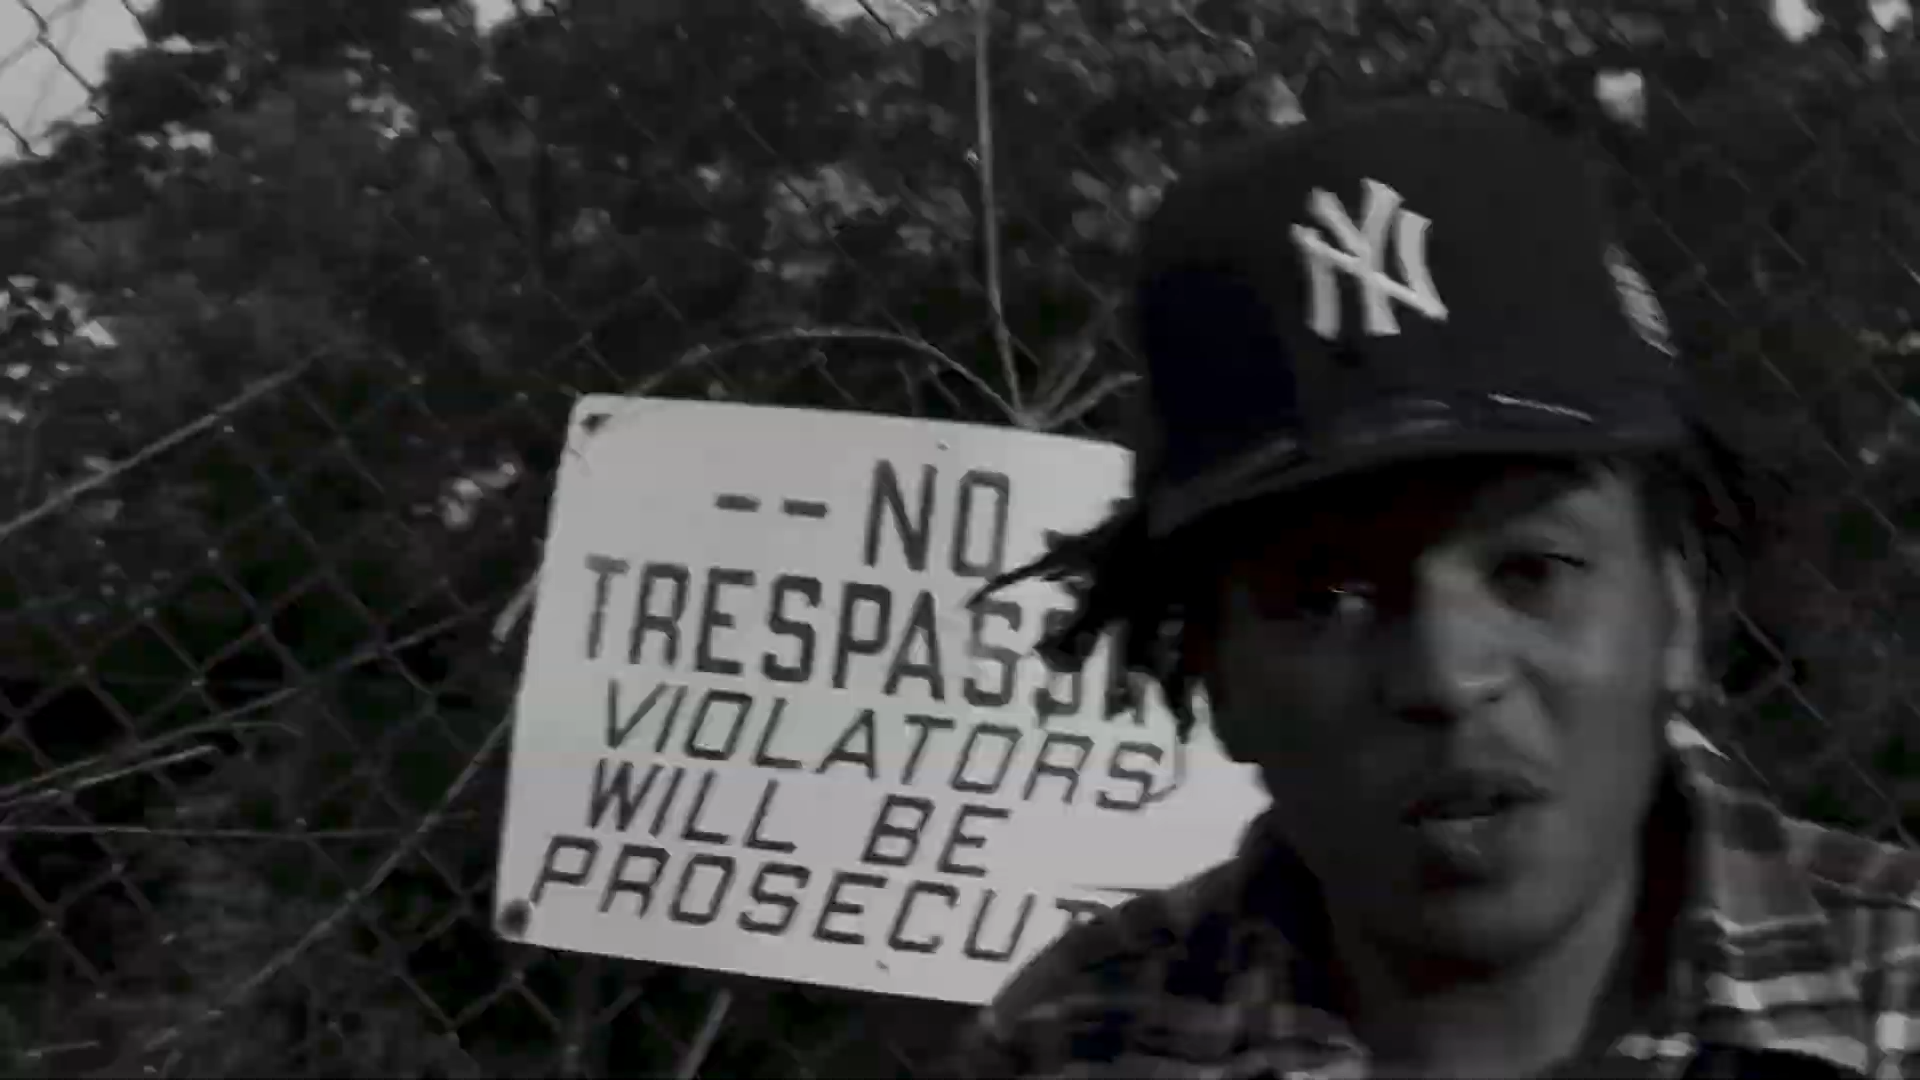 NY
-- NO
TRESPASS
VIOLATORS
WILL BE
PROSECUT